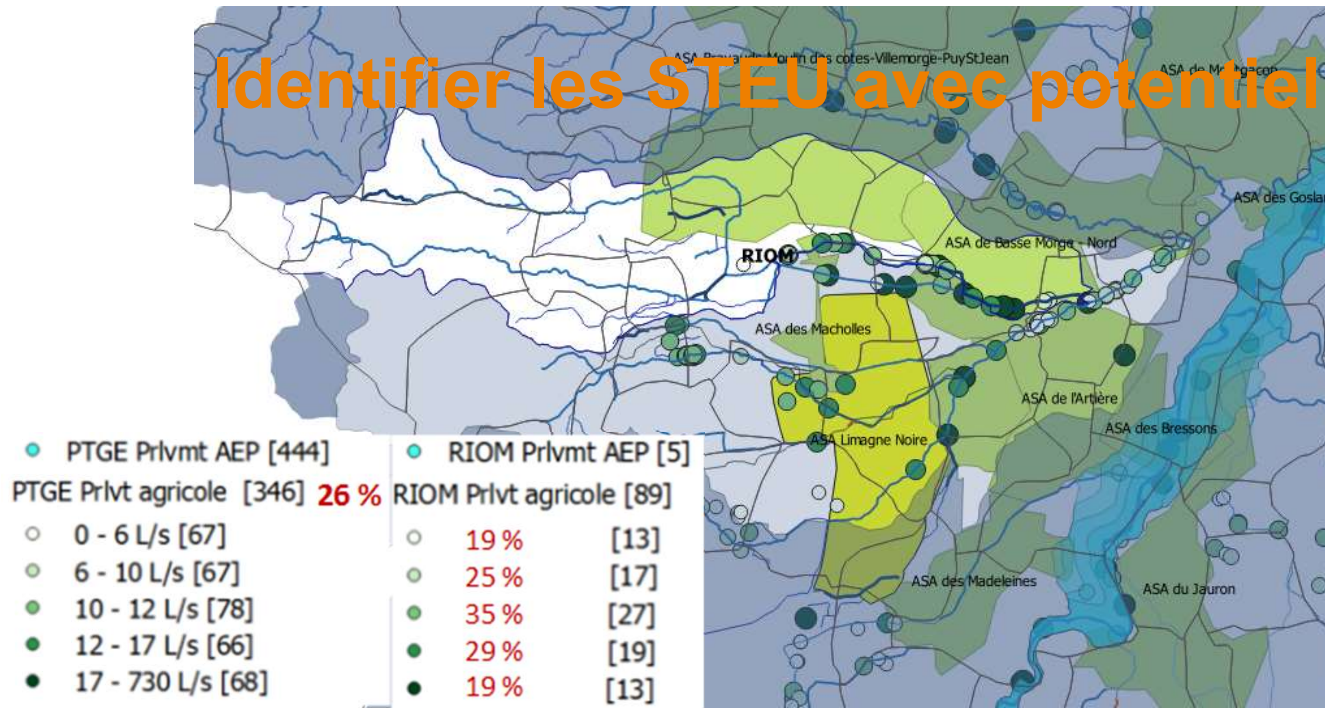 Identifier les STEU avec potentiel
ASA Moulin des cotes-Villemorge-PuyStJean
ASA de Montgacon
ASA des Goslar
ASA de Basse Morge - Nord
RIOM
ASA des Macholles
ASA de l'Artière
ASA des Bressons
ASA Limagne Noire
ASA des Madeleines
ASA du Jauron
PTGE Prlvmt AEP [444]
PTGE Prlvt agricole [346] 26 %
0 - 6 L/s [67]
6 - 10 L/s [67]
10 - 12 L/s [78]
12 - 17 L/s [66]
17 - 730 L/s [68]
RIOM Prlvmt AEP [5]
RIOM Prlvt agricole [89]
19 % [13]
25 % [17]
35 % [27]
29 % [19]
19 % [13]